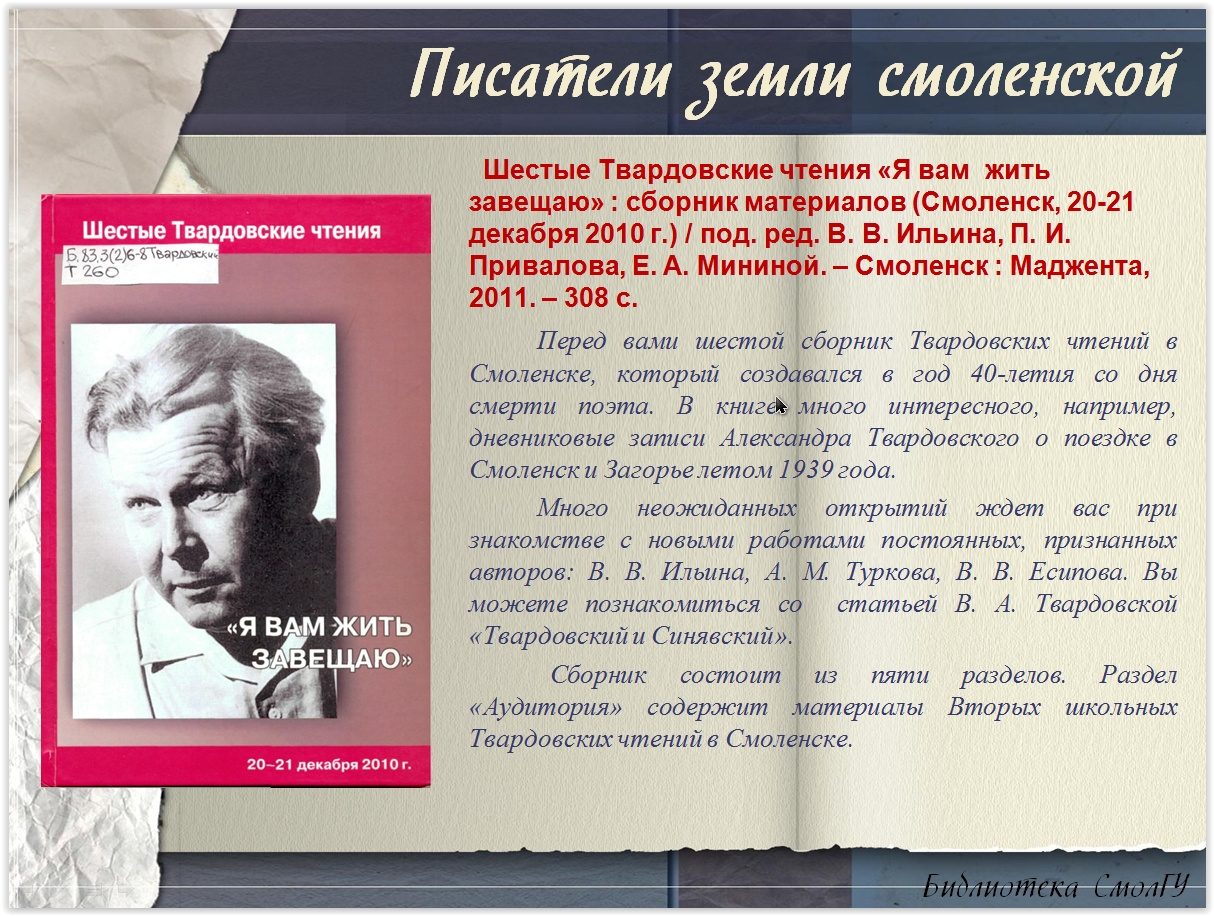 Писатели земли смоленской
Шестые Твардовские чтения
Б.83.3(2)6-8 Твардовский
Т 260
«Я ВАМ ЖИТЬ
ЗАВЕЩАЮ»
20–21 декабря 2010 г.
Шестые Твардовские чтения «Я вам жить
завещаю» : сборник материалов (Смоленск, 20-21
декабря 2010 г.) / под. ред. В. В. Ильина, П. И.
Привалова, Е. А. Мининой. – Смоленск : Маджента,
2011. – 308 с.
Перед вами шестой сборник Твардовских чтений в
Смоленске, который создавался в год 40-летия со дня
смерти поэта. В книге много интересного, например,
дневниковые записи Александра Твардовского о поездке в
Смоленск и Загорье летом 1939 года.
Много неожиданных открытий ждет вас при
знакомстве с новыми работами постоянных, признанных
авторов: В. В. Ильина, А. М. Туркова, В. В. Есипова. Вы
можете познакомиться со статьей В. А. Твардовской
«Твардовский и Синявский».
Сборник состоит из пяти разделов. Раздел
«Аудитория» содержит материалы Вторых школьных
Твардовских чтений в Смоленске.
Библиотека СмолГУ